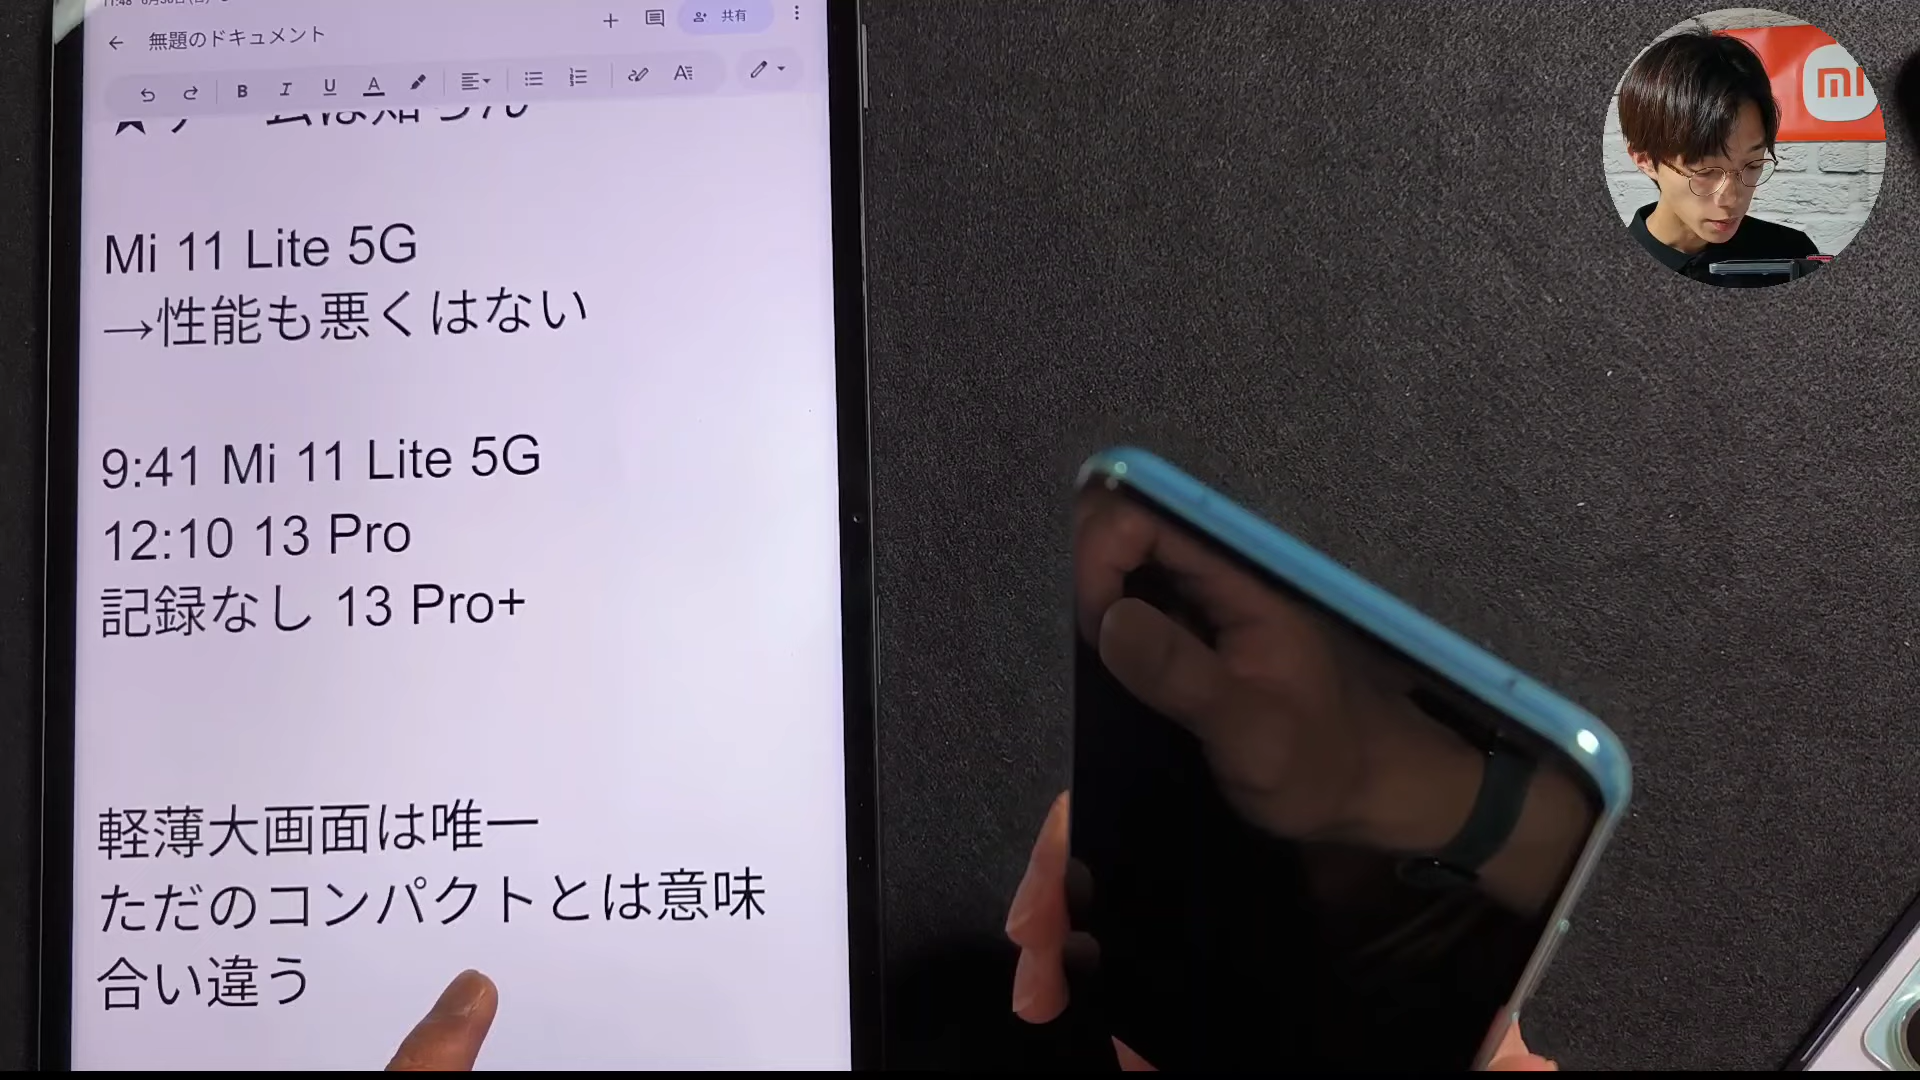 無題のドキュメント
共有
B I U A
Mi 11 Lite 5G
→性能も悪くはない
9:41 Mi 11 Lite 5G
12:10 13 Pro
記録なし 13 Pro+
軽薄大画面は唯一
ただのコンパクトとは意味
合い違う
mi